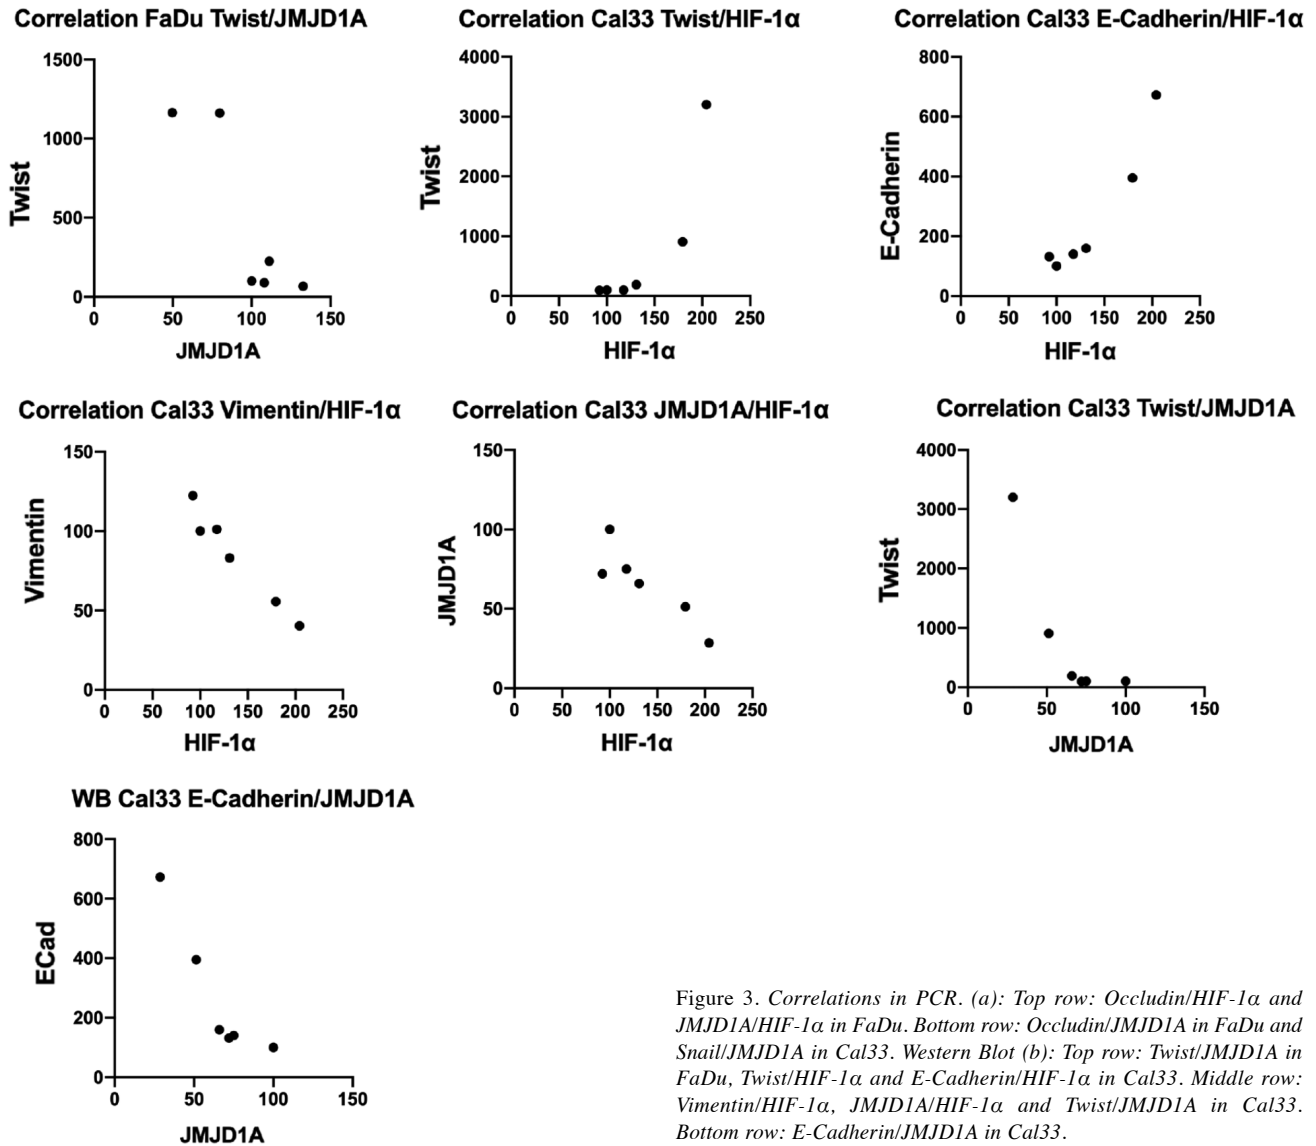 Correlation FaDu Twist/JMJD1A
Correlation Cal33 Twist/HIF-1α
Correlation Cal33 E-Cadherin/HIF-1α
1500
1000
500
0
Twist
0 50 100 150
JMJD1A
4000
3000
2000
1000
0
Twist
0 50 100 150 200 250
HIF-1α
800
600
400
200
0
E-Cadherin
0 50 100 150 200 250
HIF-1α
Correlation Cal33 Vimentin/HIF-1α
Correlation Cal33 JMJD1A/HIF-1α
Correlation Cal33 Twist/JMJD1A
150
100
50
0
Vimentin
0 50 100 150 200 250
HIF-1α
150
100
50
0
JMJD1A
0 50 100 150 200 250
HIF-1α
4000
3000
2000
1000
0
Twist
0 50 100 150
JMJD1A
WB Cal33 E-Cadherin/JMJD1A
800
600
400
200
0
ECad
0 50 100 150
JMJD1A
Figure 3. Correlations in PCR. (a): Top row: Occludin/HIF-1α and
JMJD1A/HIF-1α in FaDu. Bottom row: Occludin/JMJD1A in FaDu and
Snail/JMJD1A in Cal33. Western Blot (b): Top row: Twist/JMJD1A in
FaDu, Twist/HIF-1α and E-Cadherin/HIF-1α in Cal33. Middle row:
Vimentin/HIF-1α, JMJD1A/HIF-1α and Twist/JMJD1A in Cal33.
Bottom row: E-Cadherin/JMJD1A in Cal33.